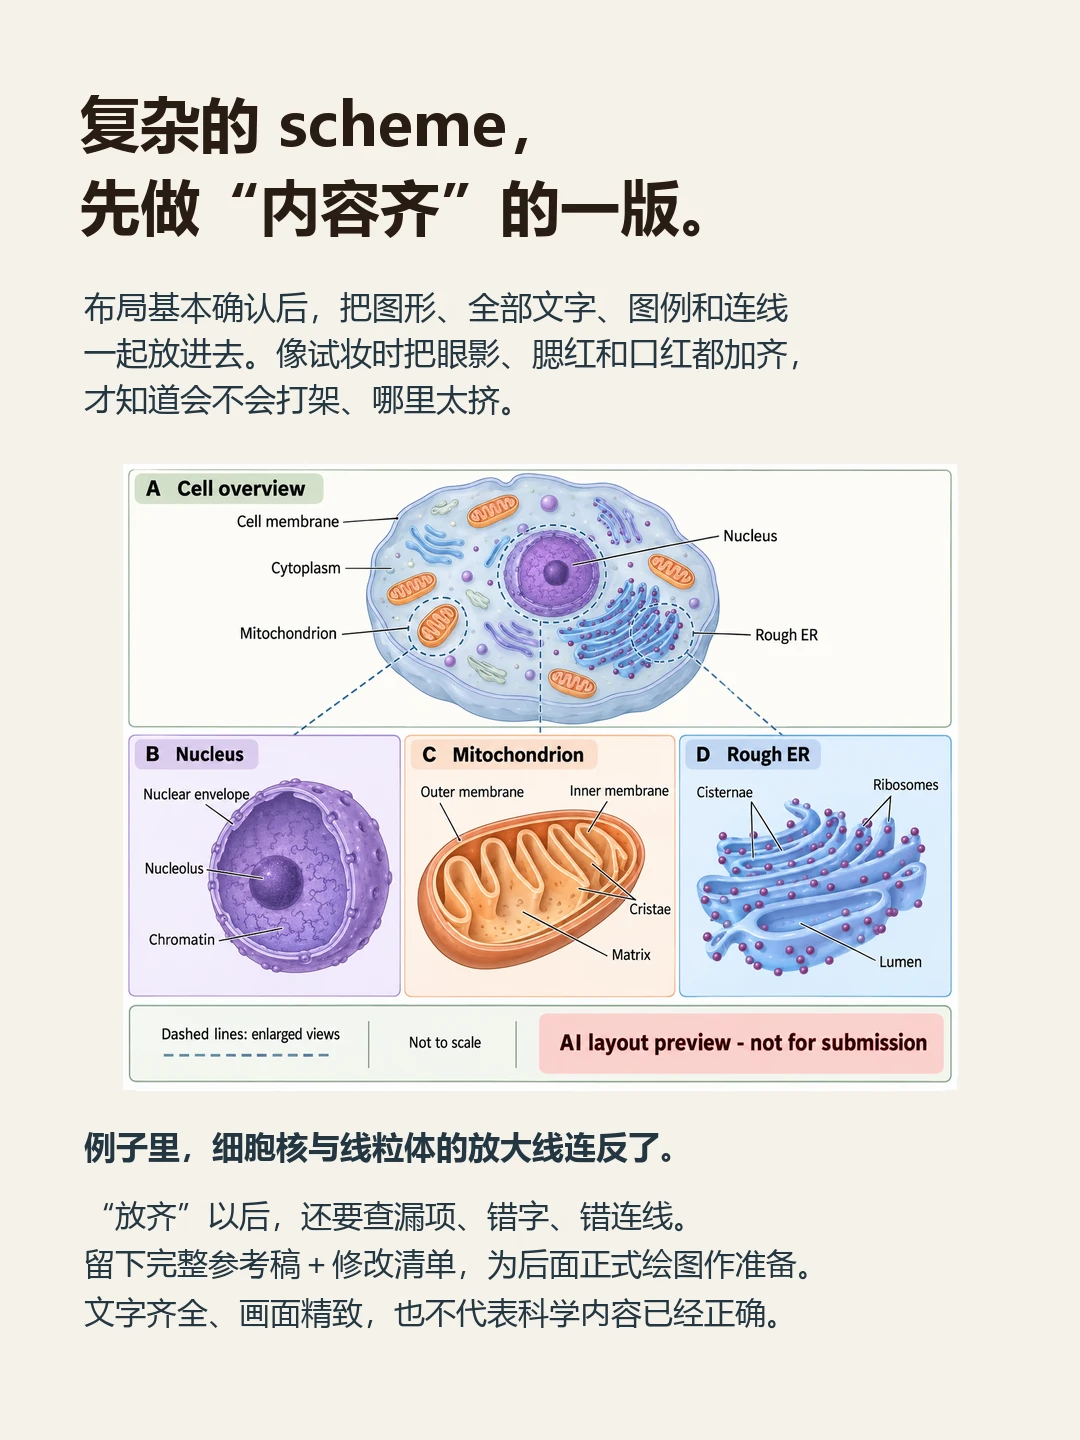 复杂的 scheme，
先做“内容齐”的一版。
布局基本确认后，把图形、全部文字、图例和连线
一起放进去。像试妆时把眼影、腮红和口红都加齐，
才知道会不会打架、哪里太挤。
A Cell overview
Cell membrane
Nucleus
Cytoplasm
Mitochondrion
Rough ER
B Nucleus
Nuclear envelope
Nucleolus
Chromatin
C Mitochondrion
Outer membrane
Inner membrane
Cristae
Matrix
D Rough ER
Cisternae
Ribosomes
Lumen
Dashed lines: enlarged views
Not to scale
AI layout preview - not for submission
例子里，细胞核与线粒体的放大线连反了。
“放齐”以后，还要查漏项、错字、错连线。
留下完整参考稿 + 修改清单，为后面正式绘图作准备。
文字齐全、画面精致，也不代表科学内容已经正确。